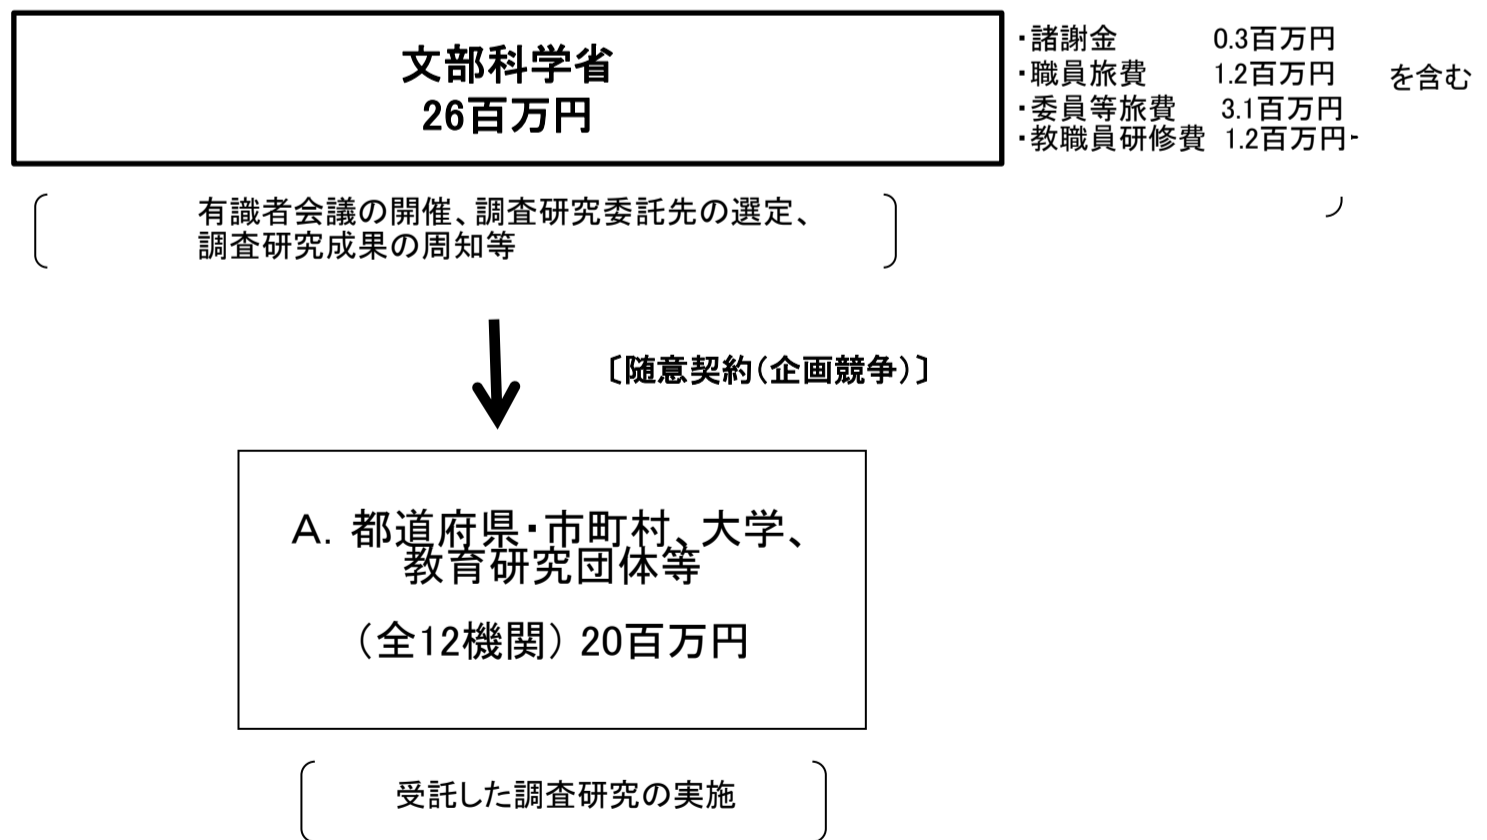 文部科学省
26百万円
・諸謝金 0.3百万円
・職員旅費 1.2百万円
・委員等旅費 3.1百万円
・教職員研修費 1.2百万円
を含む
有識者会議の開催、調査研究委託先の選定、
調査研究成果の周知等
〔随意契約(企画競争)〕
A. 都道府県・市町村、大学、
教育研究団体等
(全12機関) 20百万円
受託した調査研究の実施